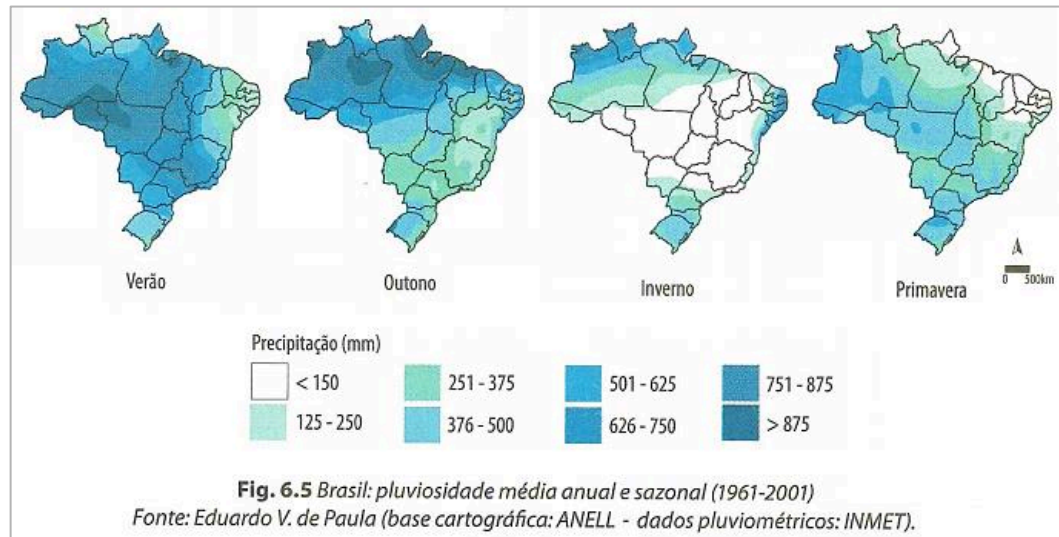 Verão
Outono
Inverno
Primavera
0 500km
Precipitação (mm)
< 150
251 - 375
501 - 625
751 - 875
125 - 250
376 - 500
626 - 750
> 875
Fig. 6.5 Brasil: pluviosidade média anual e sazonal (1961-2001)
Fonte: Eduardo V. de Paula (base cartográfica: ANELL - dados pluviométricos: INMET).